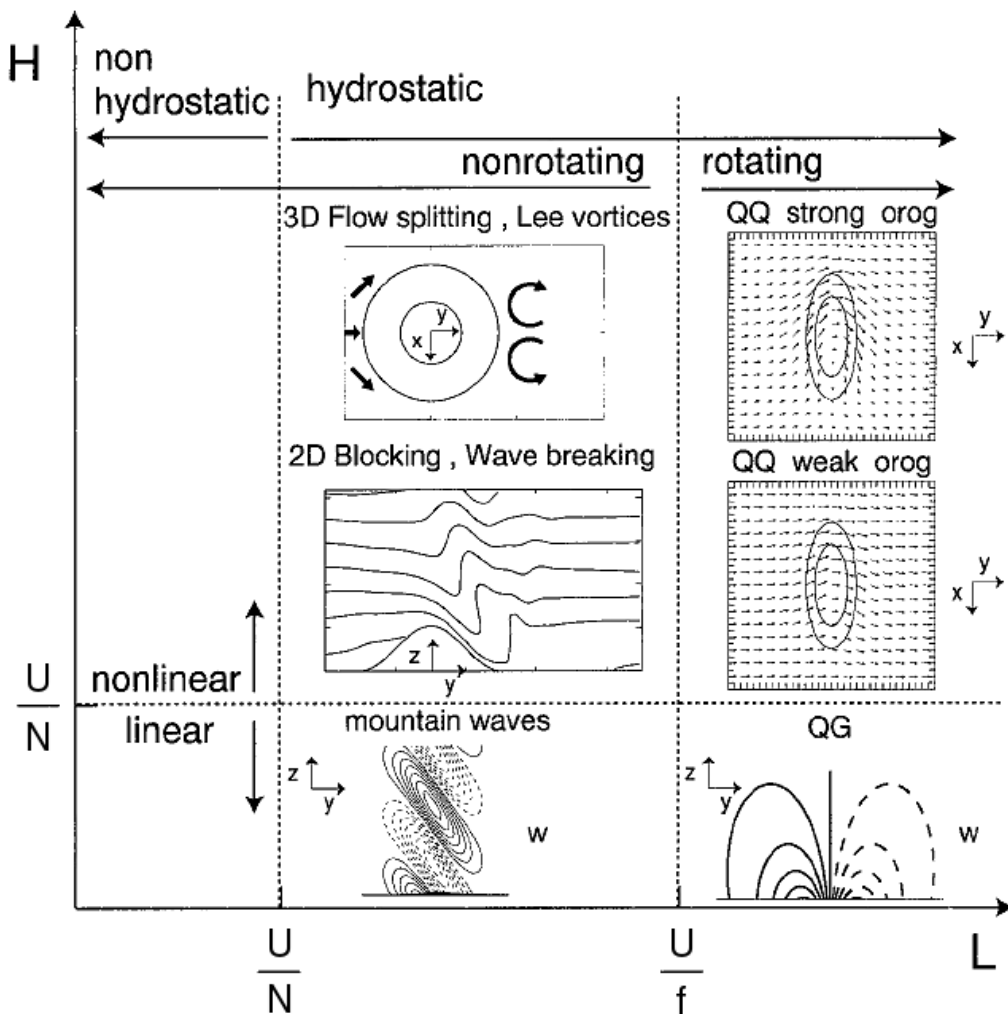 H
non
hydrostatic
hydrostatic
nonrotating
rotating
3D Flow splitting , Lee vortices
y
x
QQ strong orog
y
x
2D Blocking , Wave breaking
z
y
QQ weak orog
y
x
U
N
nonlinear
linear
mountain waves
z
y
w
QG
z
y
w
U
N
U
f
L